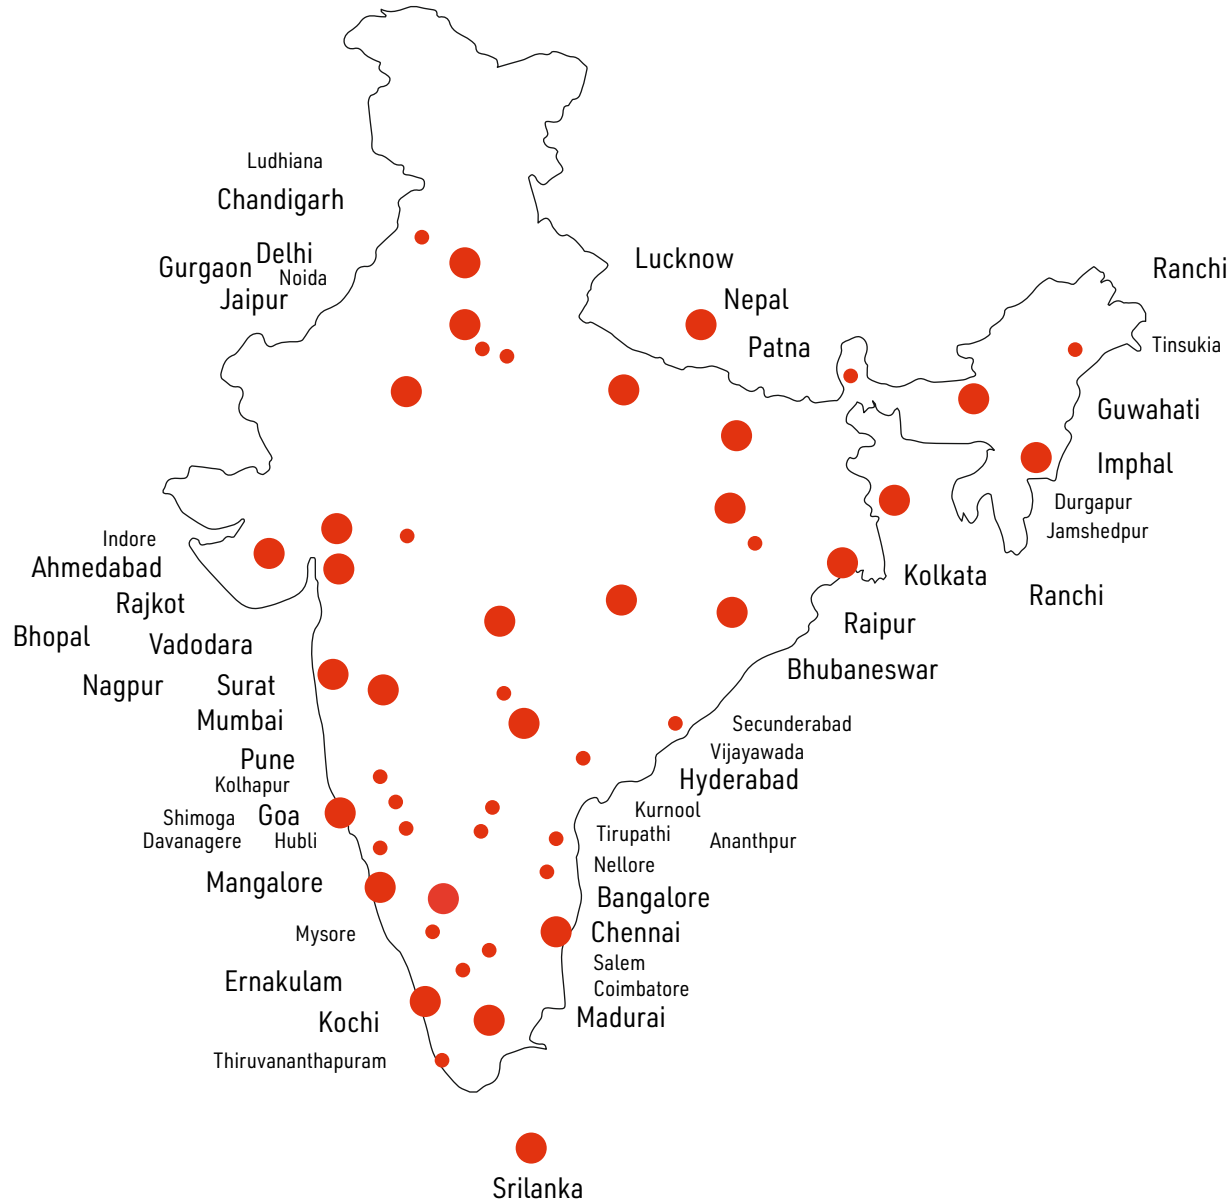 Ludhiana
Chandigarh
Delhi
Gurgaon
Noida
Jaipur
Lucknow
Nepal
Patna
Ranchi
Tinsukia
Guwahati
Imphal
Durgapur
Jamshedpur
Kolkata
Ranchi
Raipur
Bhubaneswar
Indore
Ahmedabad
Rajkot
Bhopal
Vadodara
Nagpur
Surat
Mumbai
Pune
Kolhapur
Shimoga
Goa
Davanagere
Hubli
Mangalore
Mysore
Ernakulam
Kochi
Thiruvananthapuram
Secunderabad
Vijayawada
Hyderabad
Kurnool
Tirupathi
Ananthpur
Nellore
Bangalore
Chennai
Salem
Coimbatore
Madurai
Srilanka